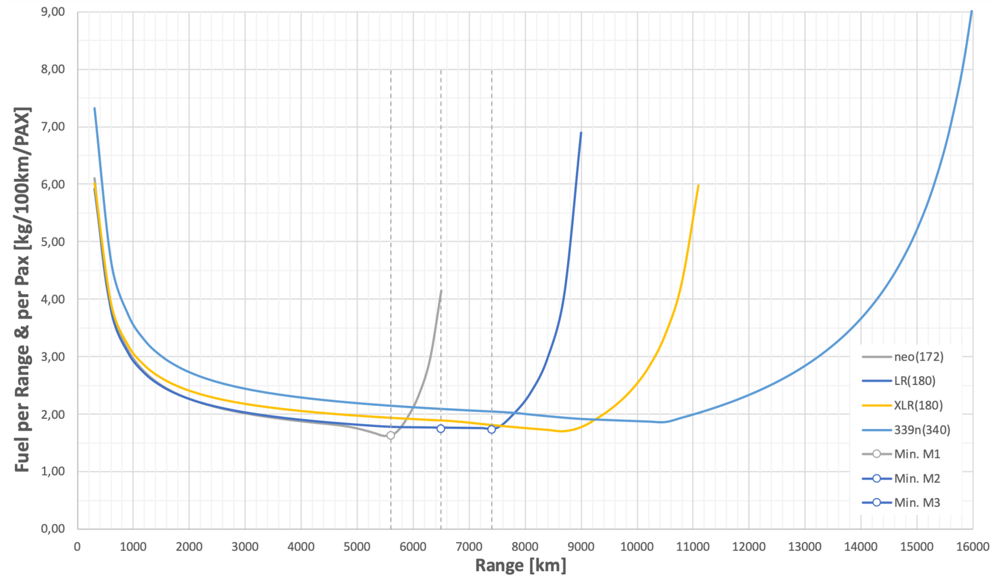 Fuel per Range & per Pax [kg/100km/PAX]
9,00
8,00
7,00
6,00
5,00
4,00
3,00
2,00
1,00
0,00
0 1000 2000 3000 4000 5000 6000 7000 8000 9000 10000 11000 12000 13000 14000 15000 16000
Range [km]
neo(172)
LR(180)
XLR(180)
339n(340)
Min. M1
Min. M2
Min. M3